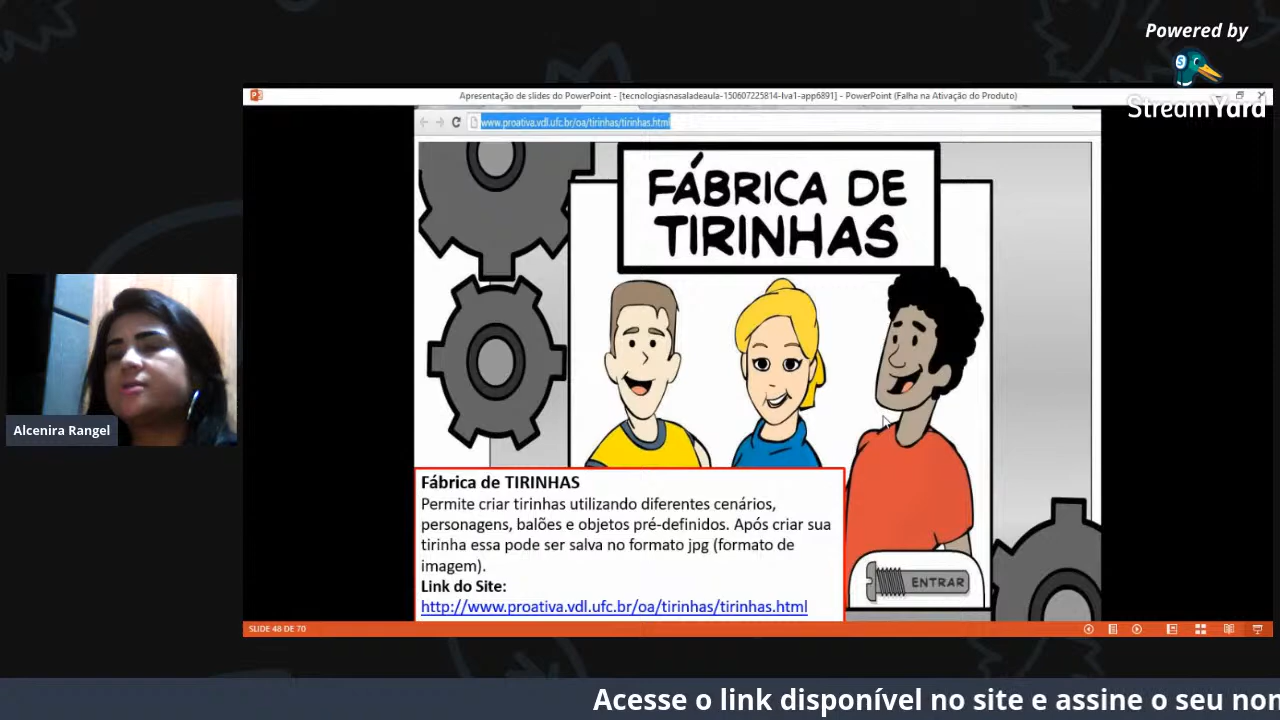 Powered by
S
StreamYard
Apresentação de slides do PowerPoint - [tecnologiasnasaladeaula-150607225814-lva1-app6891] - PowerPoint (Falha na Ativação do Produto)
www.proativa.vdl.ufc.br/oa/tirinhas/tirinhas.html
FÁBRICA DE
TIRINHAS
Alcenira Rangel
Fábrica de TIRINHAS
Permite criar tirinhas utilizando diferentes cenários,
personagens, balões e objetos pré-definidos. Após criar sua
tirinha essa pode ser salva no formato jpg (formato de
imagem).
Link do Site:
http://www.proativa.vdl.ufc.br/oa/tirinhas/tirinhas.html
ENTRAR
SLIDE 48 DE 70
Acesse o link disponível no site e assine o seu